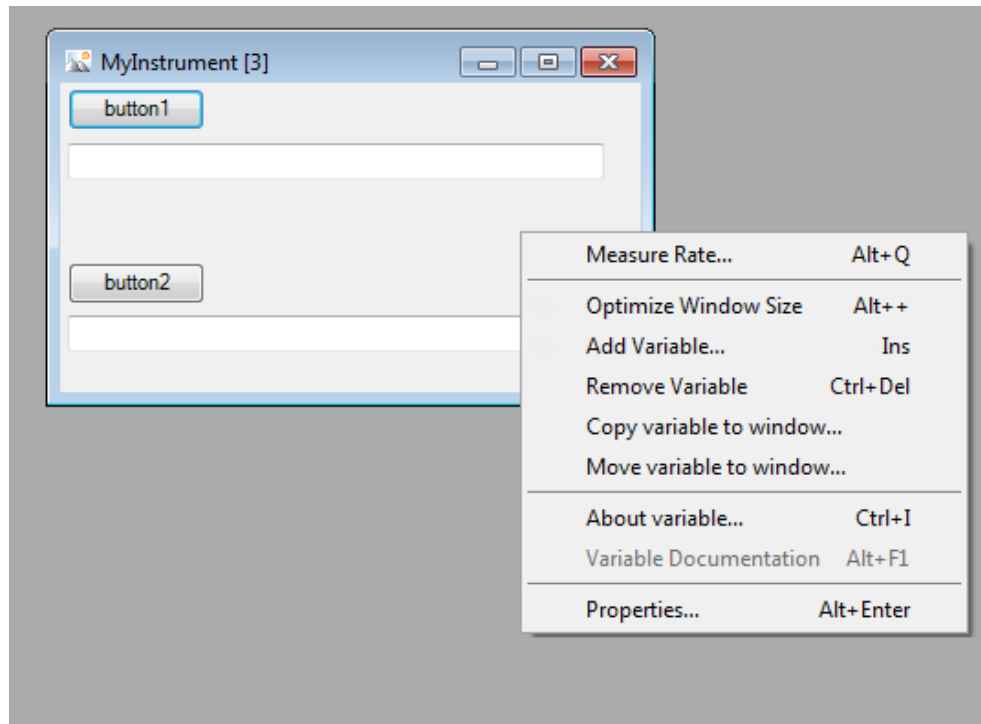 MyInstrument [3]
button1
button2
Measure Rate... Alt+Q
Optimize Window Size Alt++
Add Variable... Ins
Remove Variable Ctrl+Del
Copy variable to window...
Move variable to window...
About variable... Ctrl+I
Variable Documentation Alt+F1
Properties... Alt+Enter